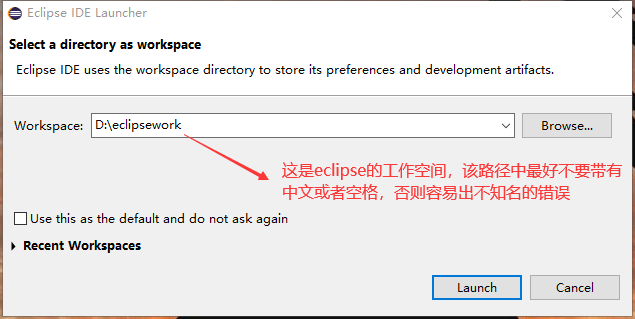 Eclipse IDE Launcher
Select a directory as workspace
Eclipse IDE uses the workspace directory to store its preferences and development artifacts.
Workspace: D:\eclipsework Browse...
这是eclipse的工作空间，该路径中最好不要带有
中文或者空格，否则容易出不知名的错误
Use this as the default and do not ask again
Recent Workspaces
Launch Cancel